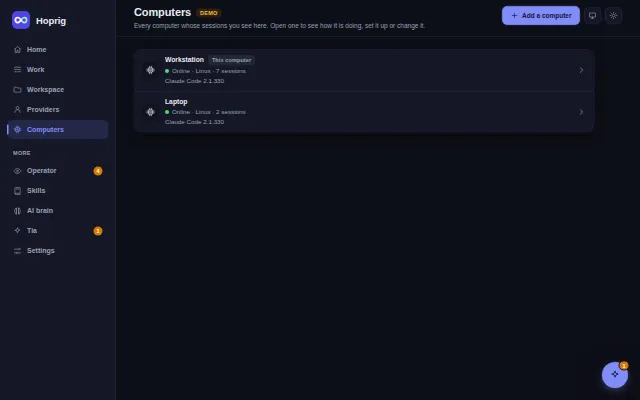 Hoprig
Home
Work
Workspace
Providers
Computers
MORE
Operator 4
Skills
AI brain
Tia 1
Settings
Computers DEMO
Every computer whose sessions you see here. Open one to see how it is doing, set it up or change it.
Add a computer
Workstation This computer
Online · Linux · 7 sessions
Claude Code 2.1.330
Laptop
Online · Linux · 2 sessions
Claude Code 2.1.330
1